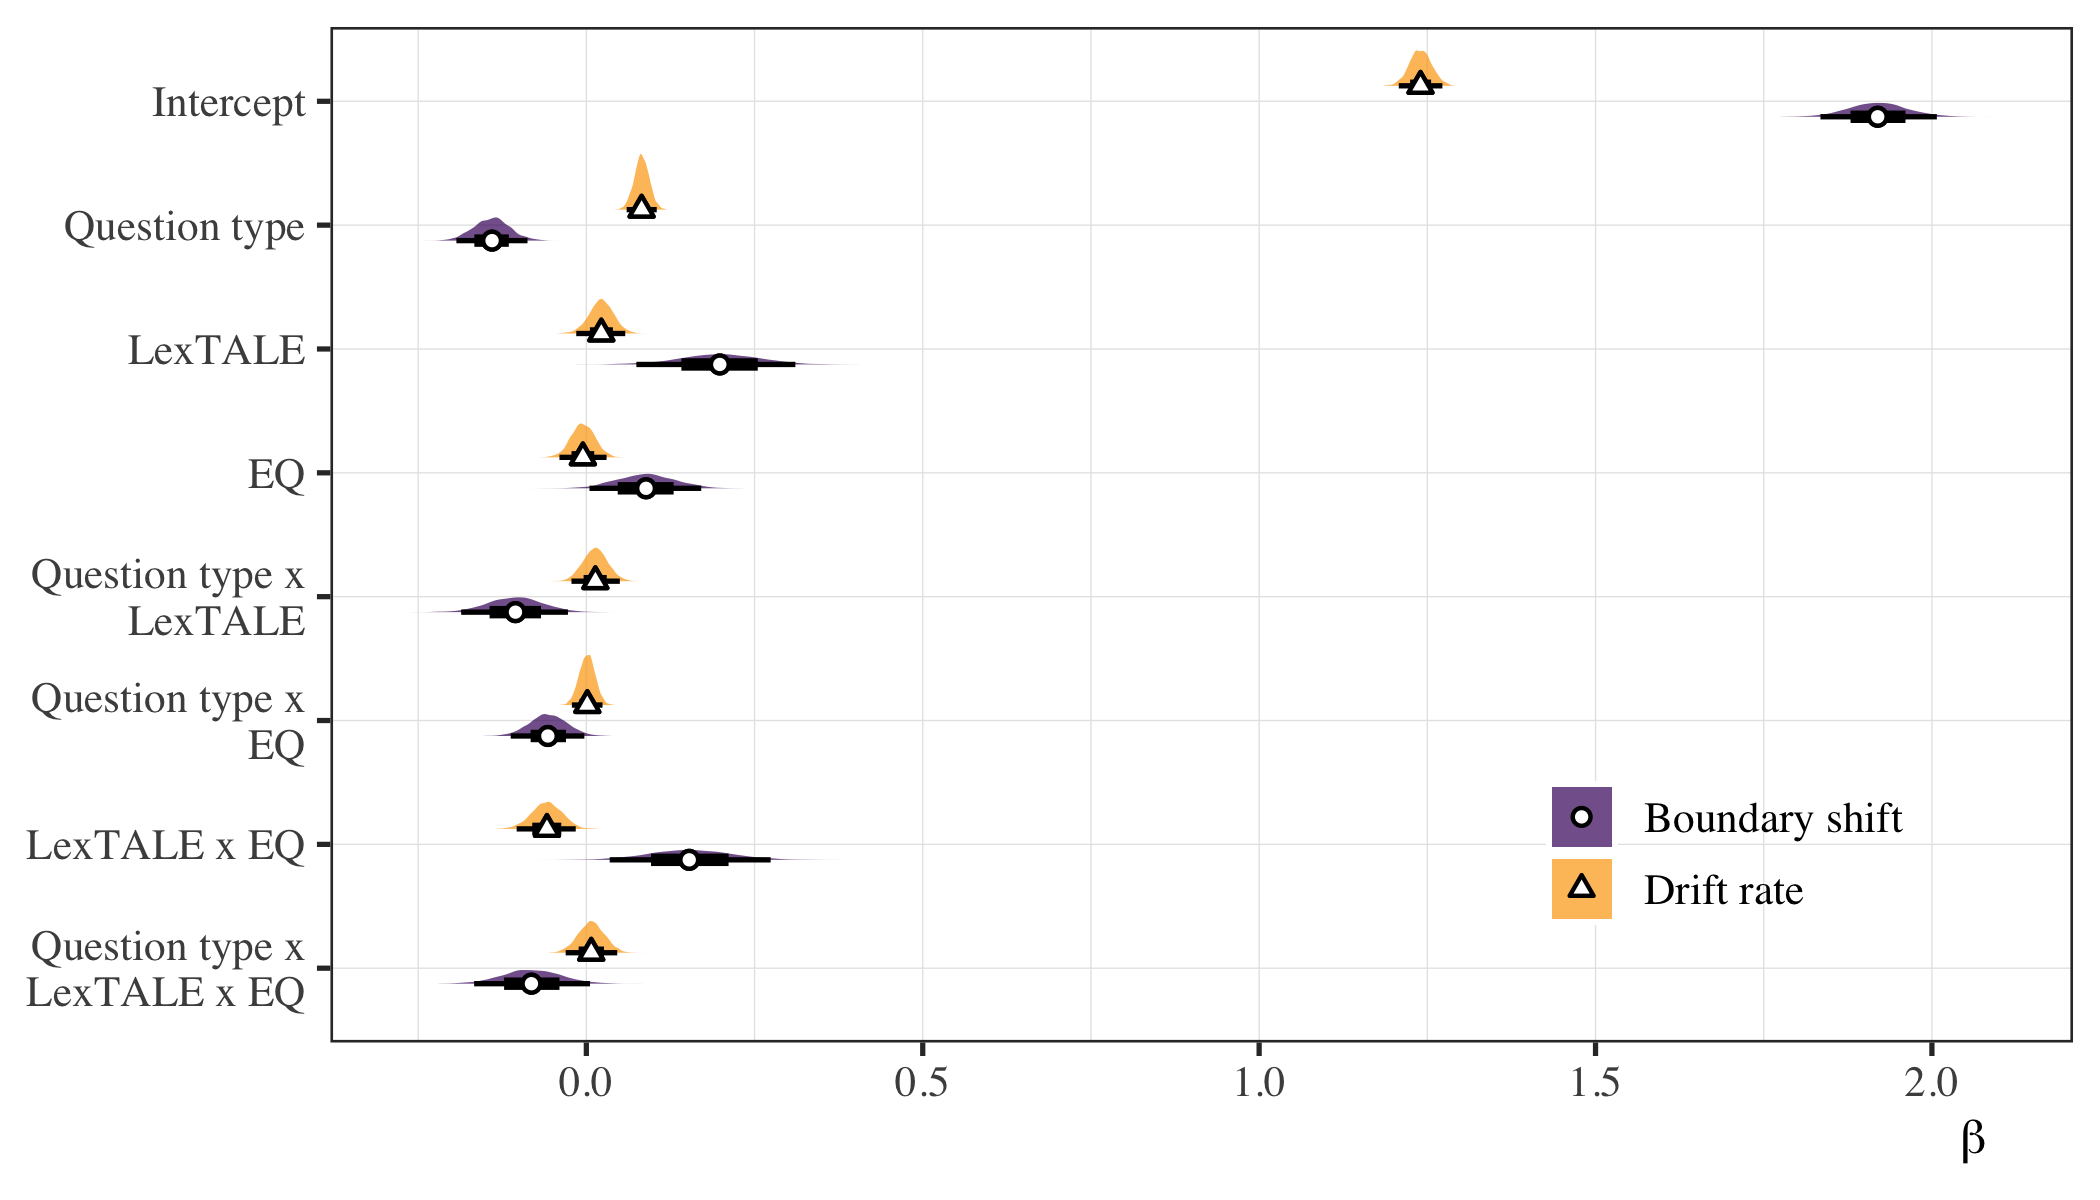 Intercept
Question type
LexTALE
EQ
Question type x
LexTALE
Question type x
EQ
LexTALE x EQ
Question type x
LexTALE x EQ
Boundary shift
Drift rate
0.0
0.5
1.0
1.5
2.0
β